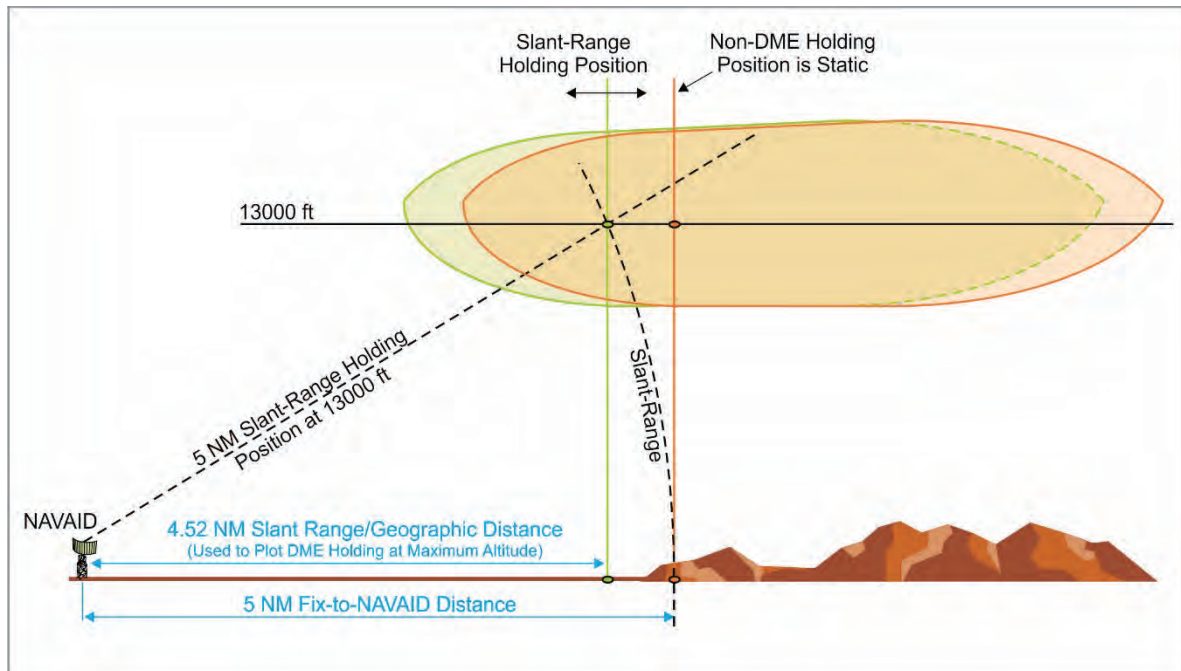 Slant-Range
Holding Position
Non-DME Holding
Position is Static
13000 ft
5 NM Slant-Range Holding
Position at 13000 ft
Slant-Range
NAVAID
4.52 NM Slant Range/Geographic Distance
(Used to Plot DME Holding at Maximum Altitude)
5 NM Fix-to-NAVAID Distance